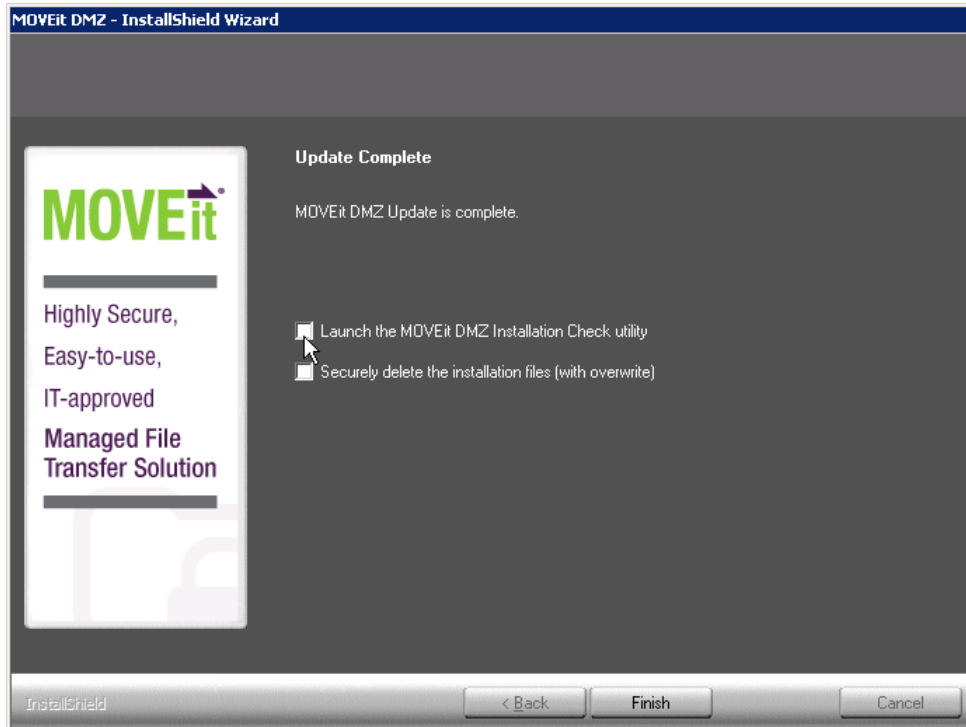 MOVEit DMZ - InstallShield Wizard
MOVEit®
Highly Secure,
Easy-to-use,
IT-approved
Managed File
Transfer Solution
Update Complete
MOVEit DMZ Update is complete.
Launch the MOVEit DMZ Installation Check utility
Securely delete the installation files (with overwrite)
InstallShield
< Back
Finish
Cancel